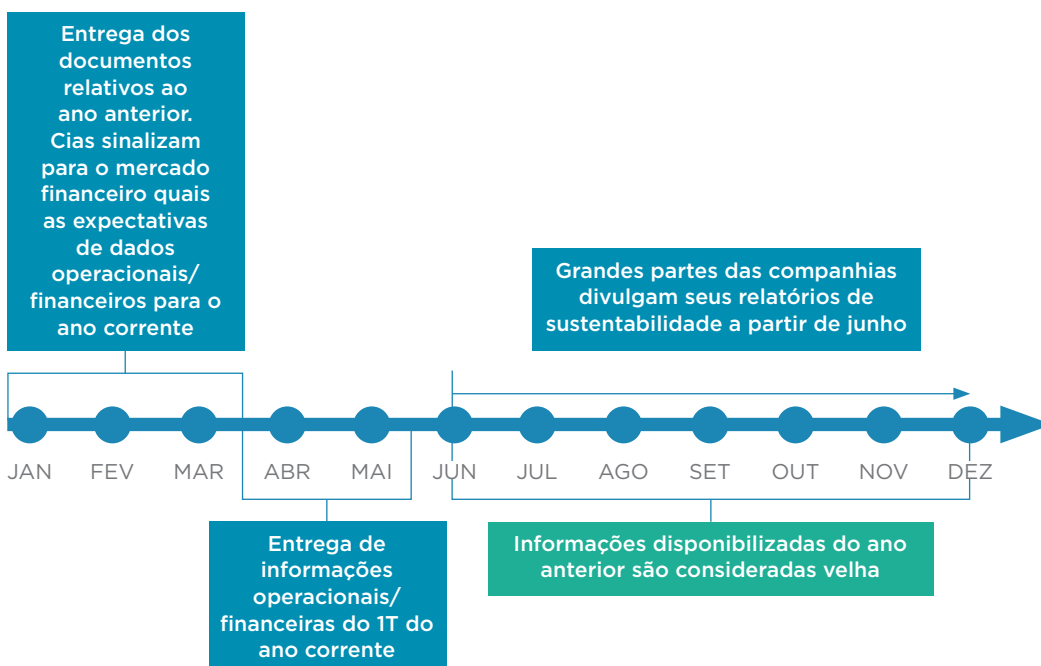 Entrega dos
documentos
relativos ao
ano anterior.
Cias sinalizam
para o mercado
financeiro quais
as expectativas
de dados
operacionais/
financeiros para o
ano corrente
Grandes partes das companhias
divulgam seus relatórios de
sustentabilidade a partir de junho
JAN FEV MAR ABR MAI JUN JUL AGO SET OUT NOV DEZ
Entrega de
informações
operacionais/
financeiras do 1T do
ano corrente
Informações disponibilizadas do ano
anterior são consideradas velha